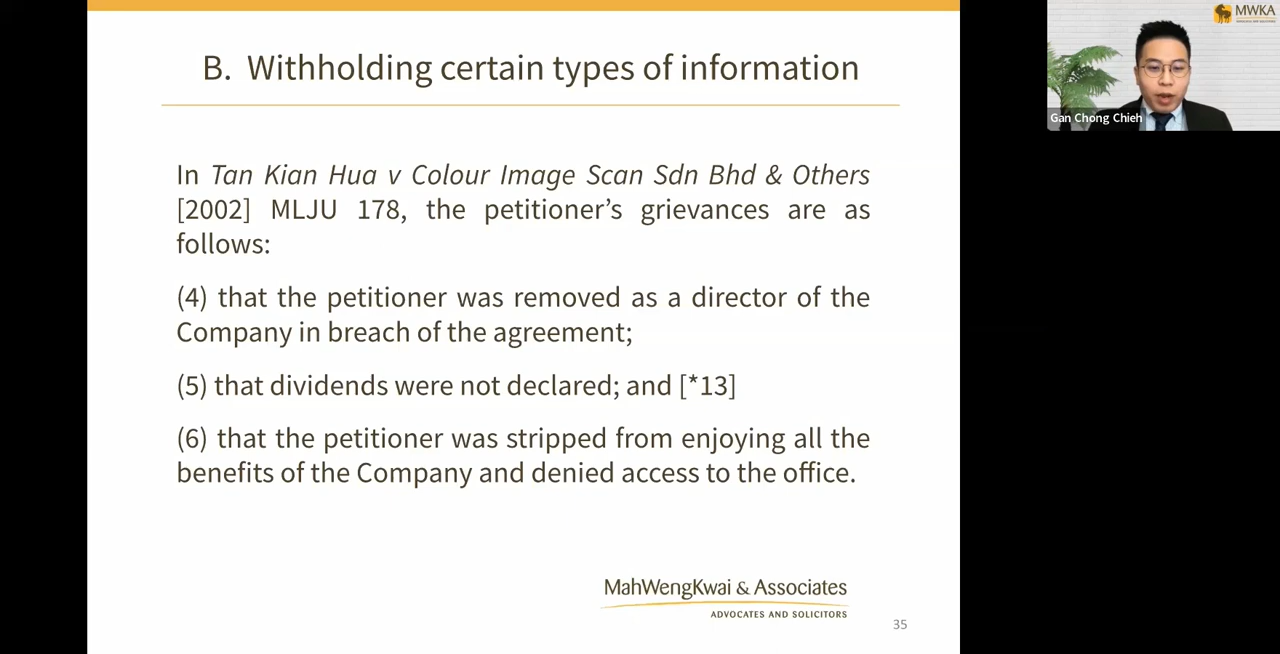 B. Withholding certain types of information
In Tan Kian Hua v Colour Image Scan Sdn Bhd & Others
[2002] MLJU 178, the petitioner’s grievances are as
follows:
(4) that the petitioner was removed as a director of the
Company in breach of the agreement;
(5) that dividends were not declared; and [*13]
(6) that the petitioner was stripped from enjoying all the
benefits of the Company and denied access to the office.
MahWengKwai & Associates
ADVOCATES AND SOLICITORS
35
MWKA
Gan Chong Chieh